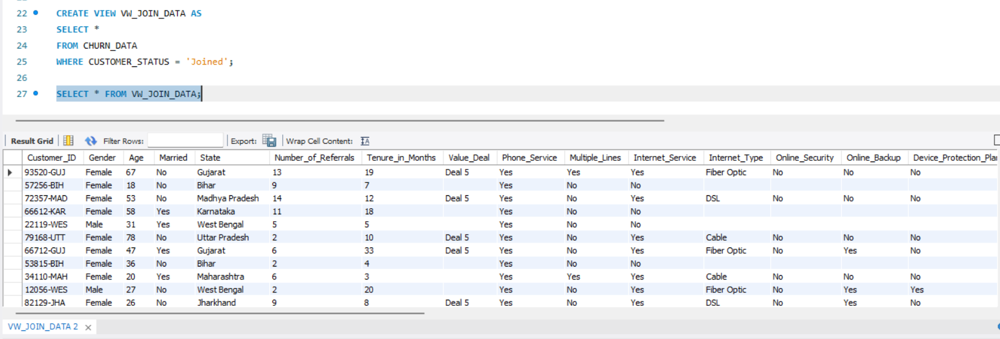 22 CREATE VIEW VW_JOIN_DATA AS
23 SELECT *
24 FROM CHURN_DATA
25 WHERE CUSTOMER_STATUS = 'Joined';
26
27 SELECT * FROM VW_JOIN_DATA;
Result Grid Filter Rows: Export: Wrap Cell Content: IA
Customer_ID Gender Age Married State Number_of_Referrals Tenure_in_Months Value_Deal Phone_Service Multiple_Lines Internet_Service Internet_Type Online_Security Online_Backup Device_Protection_Pla
93520-GUJ Female 67 No Gujarat 13 19 Deal 5 Yes Yes Yes Fiber Optic No No No
57256-BIH Female 18 No Bihar 9 7 Yes No No
72357-MAD Female 53 No Madhya Pradesh 14 12 Deal 5 Yes No Yes DSL No No No
66612-KAR Female 58 Yes Karnataka 11 18 Yes No No
22119-WES Male 31 Yes West Bengal 5 5 Yes No No
79168-UTT Female 78 No Uttar Pradesh 2 10 Deal 5 Yes No Yes Cable No No No
66712-GUJ Female 47 Yes Gujarat 6 33 Deal 5 Yes No Yes Fiber Optic No Yes No
53815-BIH Female 36 No Bihar 2 4 Yes No No
34110-MAH Female 20 Yes Maharashtra 6 3 Yes Yes Yes Cable No No No
12056-WES Male 27 No West Bengal 2 20 Yes No Yes Fiber Optic No Yes Yes
82129-JHA Female 26 No Jharkhand 9 8 Deal 5 Yes No Yes DSL No Yes No
VW_JOIN_DATA 2